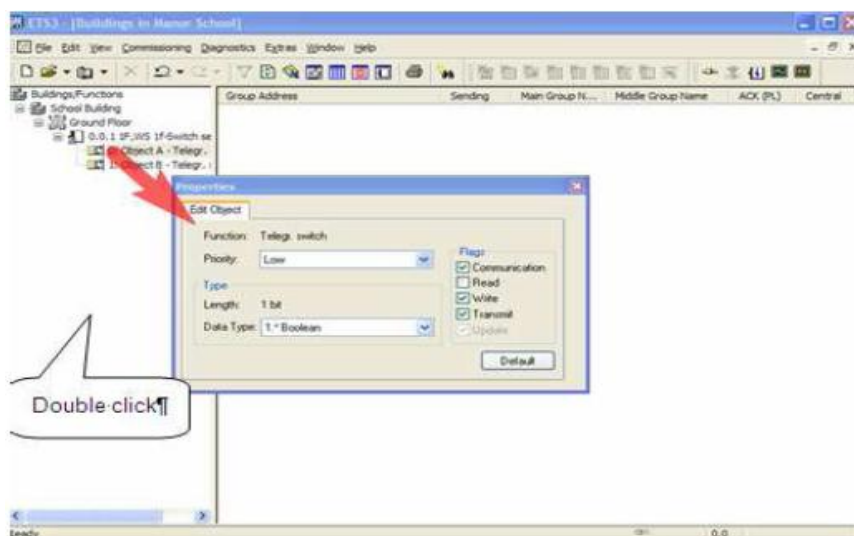 ETS3 - [Buildings in Manor School]
File Edit View Commissioning Diagnostics Extras Window Help
Buildings/Functions
School Building
Ground Floor
0.0.1 1F,WS 1f-Switch se
Object A - Telegr.
1: Object B - Telegr.
Group Address Sending Main Group N... Middle Group Name ACK (PL) Central
Properties
Edit Object
Function: Telegr. switch
Priority: Low
Type
Length: 1 bit
Data Type: 1.* Boolean
Flags
Communication
Read
Write
Transmit
Update
Default
Double·click¶
Ready
0.0